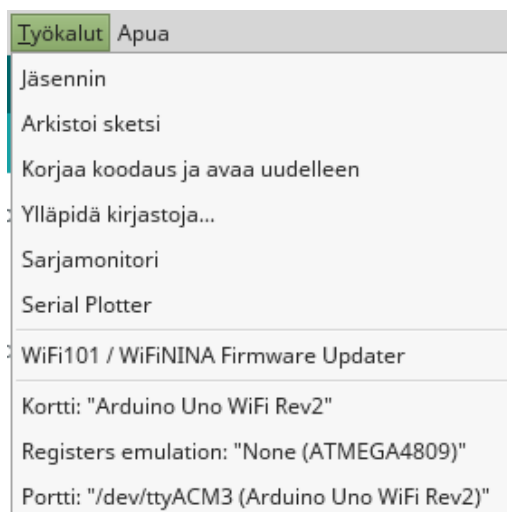 Työkalut Apua
Jäsennin
Arkistoi sketsi
Korjaa koodaus ja avaa uudelleen
Ylläpidä kirjastoja...
Sarjamonitori
Serial Plotter
WiFi101 / WiFiNINA Firmware Updater
Kortti: "Arduino Uno WiFi Rev2"
Registers emulation: "None (ATMEGA4809)"
Portti: "/dev/ttyACM3 (Arduino Uno WiFi Rev2)"